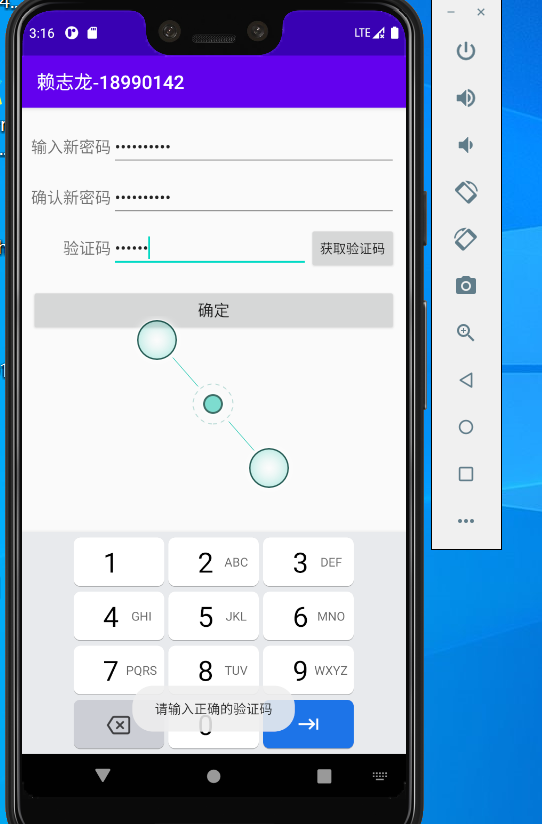 3:16 LTE
赖志龙-18990142
输入新密码 ••••••••••
确认新密码 ••••••••••
验证码 •••••• 获取验证码
确定
1 2 ABC 3 DEF
4 GHI 5 JKL 6 MNO
7 PQRS 8 TUV 9 WXYZ
请输入正确的验证码
0